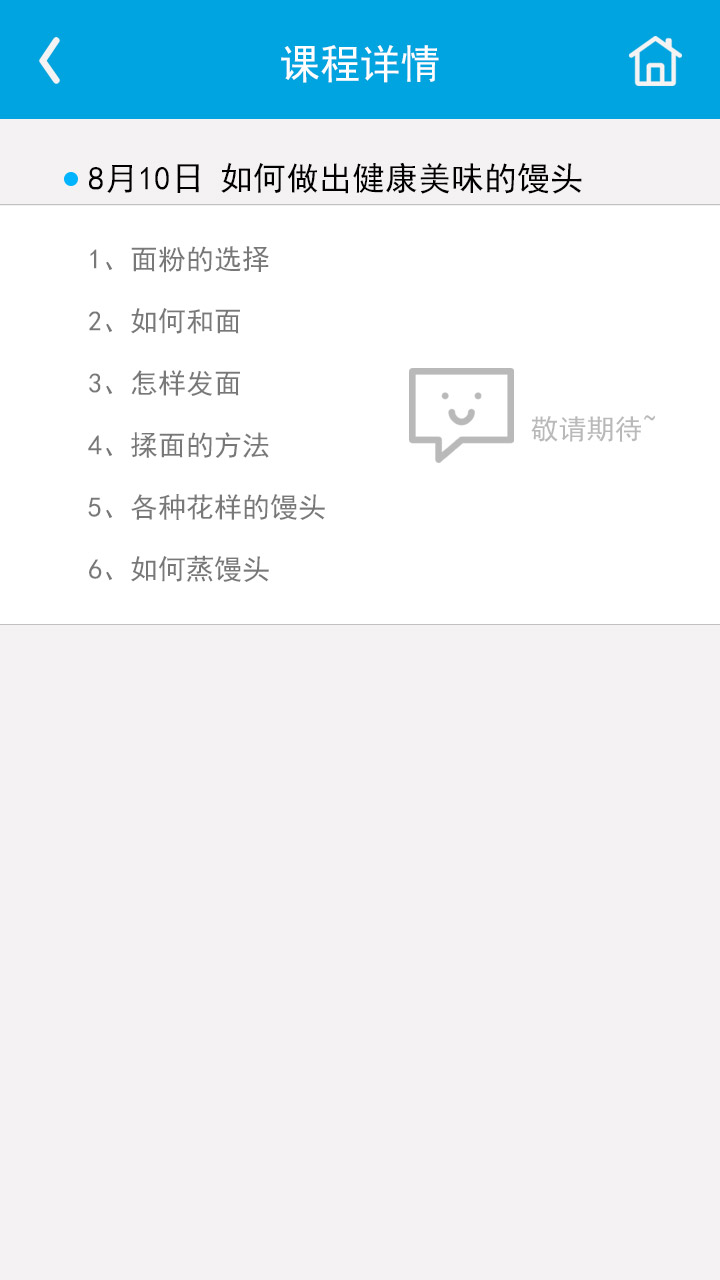 课程详情
8月10日 如何做出健康美味的馒头
1、面粉的选择
2、如何和面
3、怎样发面
4、揉面的方法
敬请期待~
5、各种花样的馒头
6、如何蒸馒头